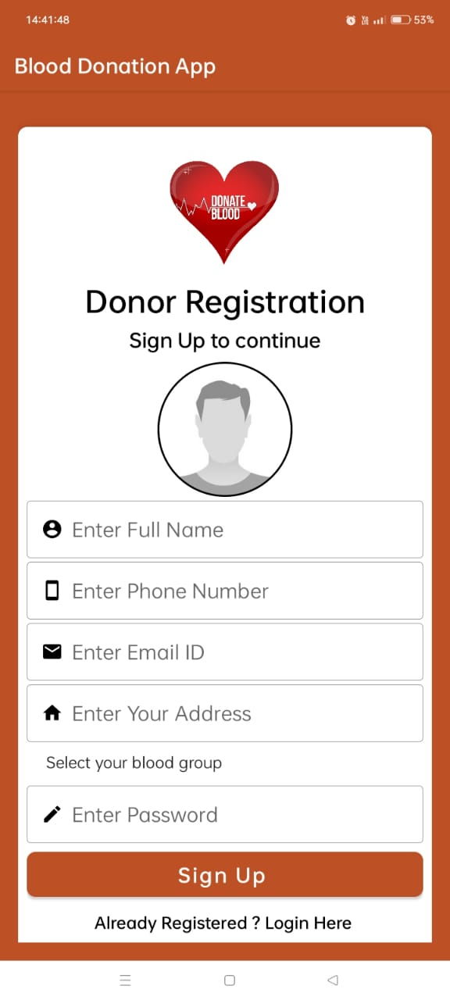 14:41:48
Vo LTE 53%
Blood Donation App
DONATE
BLOOD
Donor Registration
Sign Up to continue
Enter Full Name
Enter Phone Number
Enter Email ID
Enter Your Address
Select your blood group
Enter Password
Sign Up
Already Registered ? Login Here